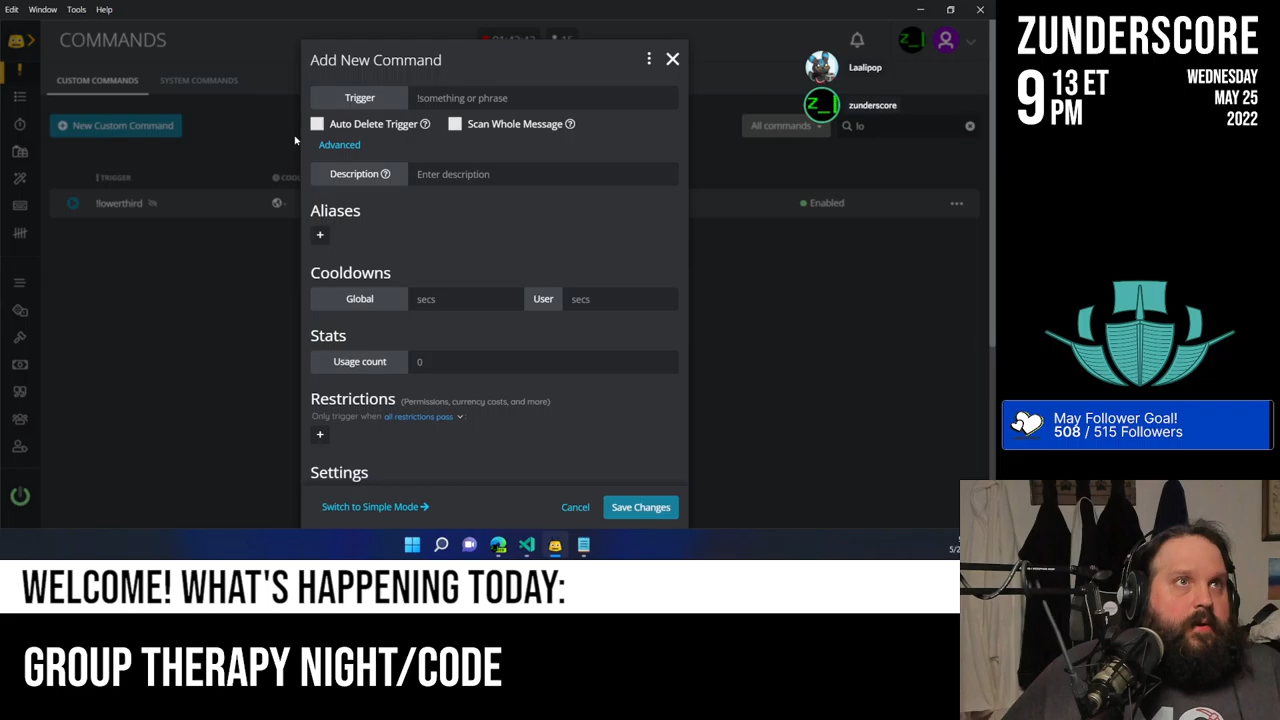 Edit Window Tools Help
COMMANDS
CUSTOM COMMANDS
SYSTEM COMMANDS
New Custom Command
All commands
lo
TRIGGER
!lowerthird
Enabled
Add New Command
Trigger
!something or phrase
Auto Delete Trigger
Scan Whole Message
Advanced
Description
Enter description
Aliases
Cooldowns
Global
secs
User
secs
Stats
Usage count
0
Restrictions (Permissions, currency costs, and more)
Only trigger when all restrictions pass :
Settings
Switch to Simple Mode
Cancel
Save Changes
Laalipop
z_|
zunderscore
ZUNDERSCORE
9 13 ET
PM
WEDNESDAY
MAY 25
2022
May Follower Goal!
508 / 515 Followers
WELCOME! WHAT'S HAPPENING TODAY:
GROUP THERAPY NIGHT/CODE